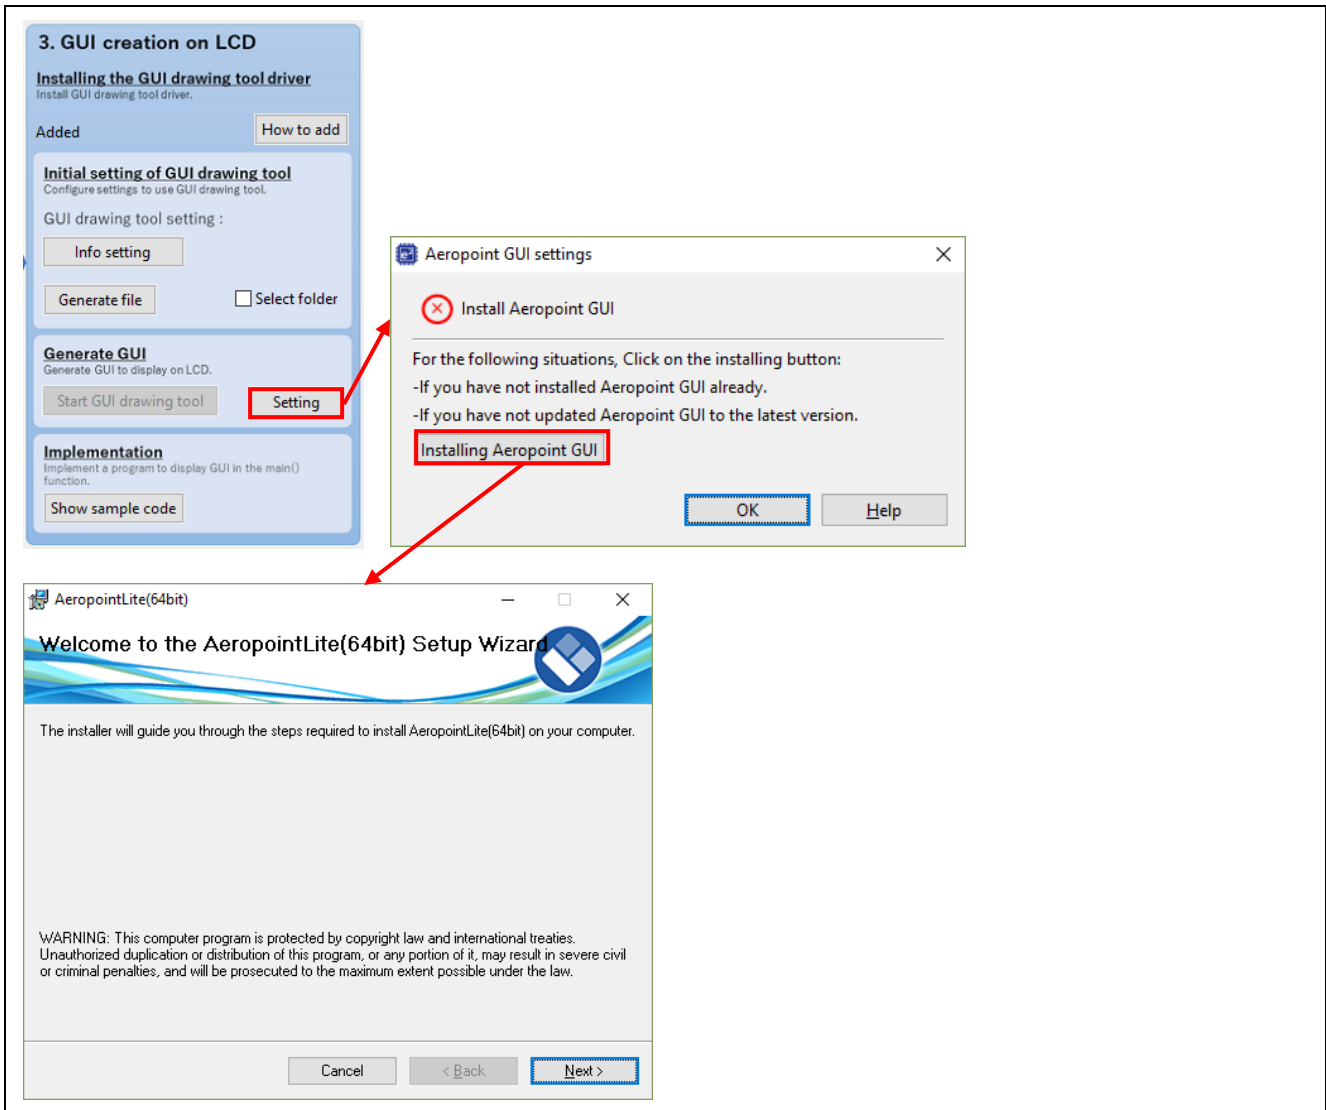 3. GUI creation on LCD
Installing the GUI drawing tool driver
Install GUI drawing tool driver.
Added
How to add
Initial setting of GUI drawing tool
Configure settings to use GUI drawing tool.
GUI drawing tool setting :
Info setting
Generate file
Select folder
Generate GUI
Generate GUI to display on LCD.
Start GUI drawing tool
Setting
Implementation
Implement a program to display GUI in the main()
function.
Show sample code
Aeropoint GUI settings
Install Aeropoint GUI
For the following situations, Click on the installing button:
-If you have not installed Aeropoint GUI already.
-If you have not updated Aeropoint GUI to the latest version.
Installing Aeropoint GUI
OK
Help
AeropointLite(64bit)
Welcome to the AeropointLite(64bit) Setup Wizard
The installer will guide you through the steps required to install AeropointLite(64bit) on your computer.
WARNING: This computer program is protected by copyright law and international treaties.
Unauthorized duplication or distribution of this program, or any portion of it, may result in severe civil
or criminal penalties, and will be prosecuted to the maximum extent possible under the law.
Cancel
< Back
Next >